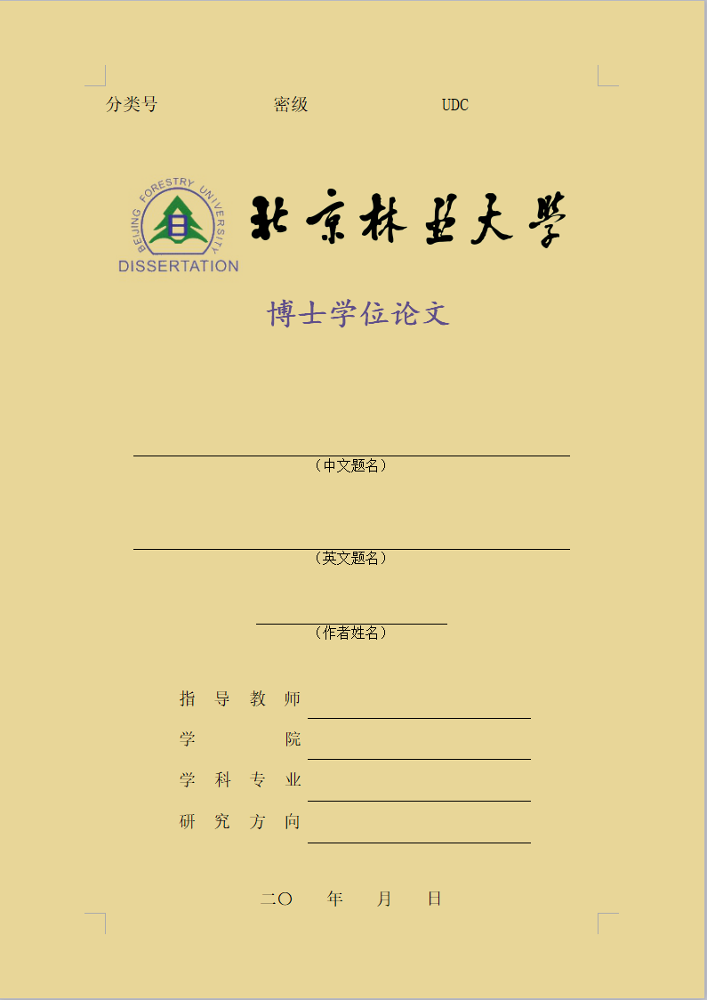 分类号 密级 UDC
BEIJING FORESTRY UNIVERSITY
DISSERTATION
北京林业大學
博士学位论文
（中文题名）
（英文题名）
（作者姓名）
指导教师
学院
学科专业
研究方向
二〇 年 月 日